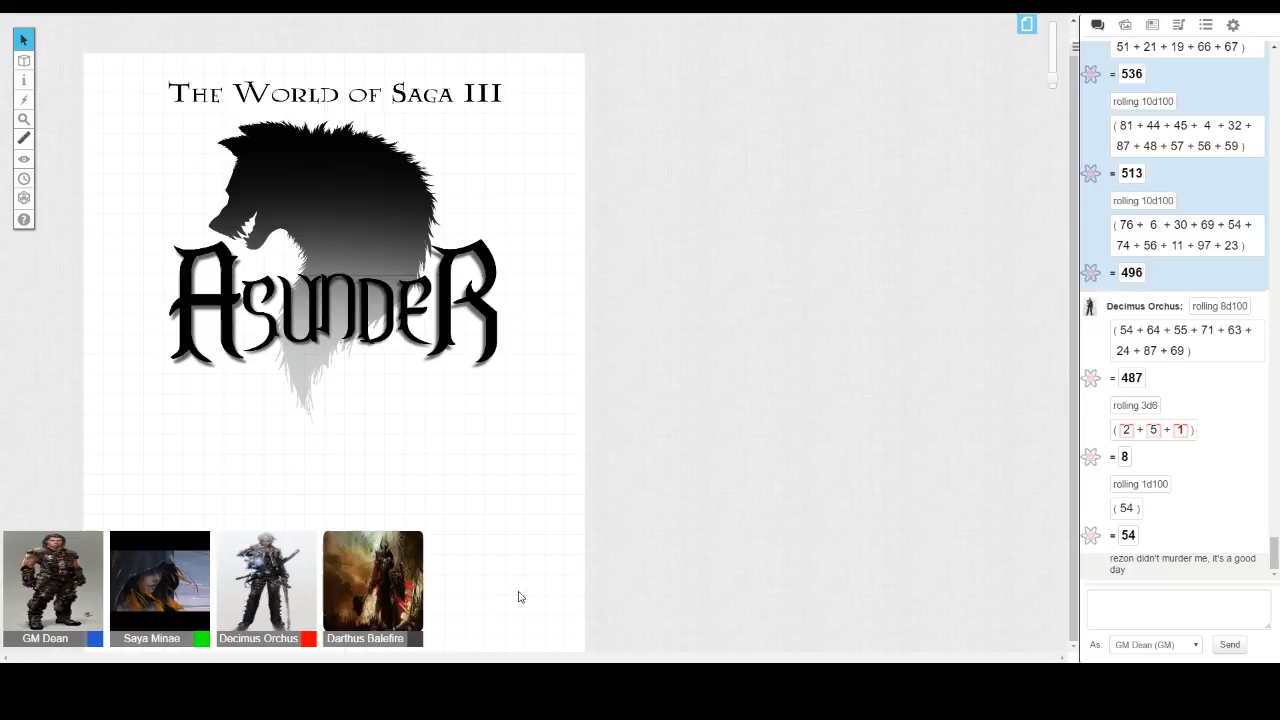 The World of Saga III
Asunder
GM Dean
Saya Minae
Decimus Orchus
Darthus Balefire
51 + 21 + 19 + 66 + 67 )
= 536
rolling 10d100
( 81 + 44 + 45 + 4 + 32 +
87 + 48 + 57 + 56 + 59 )
= 513
rolling 10d100
( 76 + 6 + 30 + 69 + 54 +
74 + 56 + 11 + 97 + 23 )
= 496
Decimus Orchus: rolling 8d100
( 54 + 64 + 55 + 71 + 63 +
24 + 87 + 69 )
= 487
rolling 3d6
( 2 + 5 + 1 )
= 8
rolling 1d100
( 54 )
= 54
rezon didn't murder me, it's a good
day
As: GM Dean (GM) Send